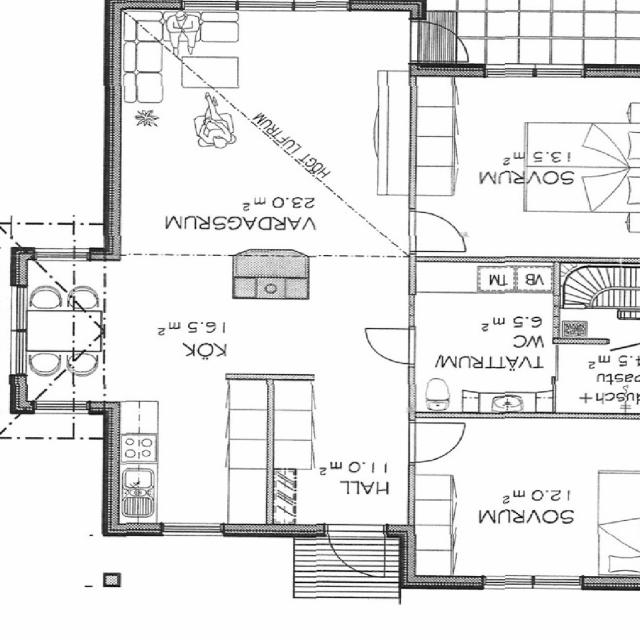 SOVRUM
12.0 m²
HALL
11.0 m²
dusch+
bastu
4.5 m²
TVÄTTRUM/
WC
6.5 m²
KÖK
16.5 m²
VB TM
VARDAGSRUM
23.0 m²
SOVRUM
13.5 m²
HÖGT LUFTRUM